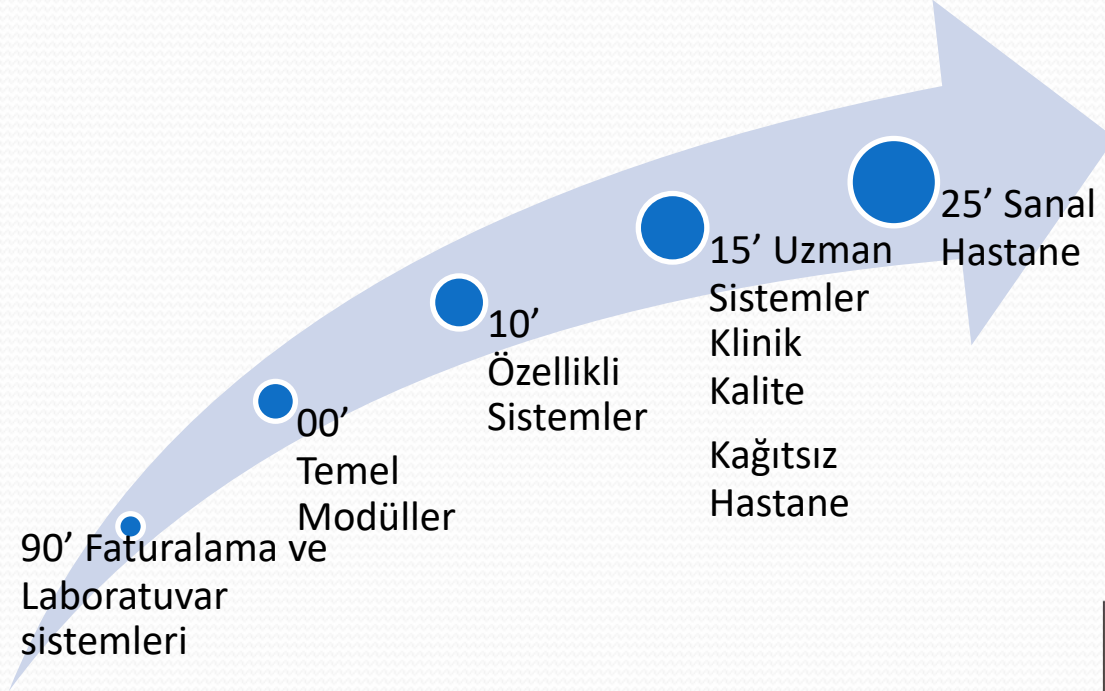 90’ Faturalama ve
Laboratuvar
sistemleri
00’
Temel
Modüller
10’
Özellikli
Sistemler
15’ Uzman
Sistemler
Klinik
Kalite
Kağıtsız
Hastane
25’ Sanal
Hastane